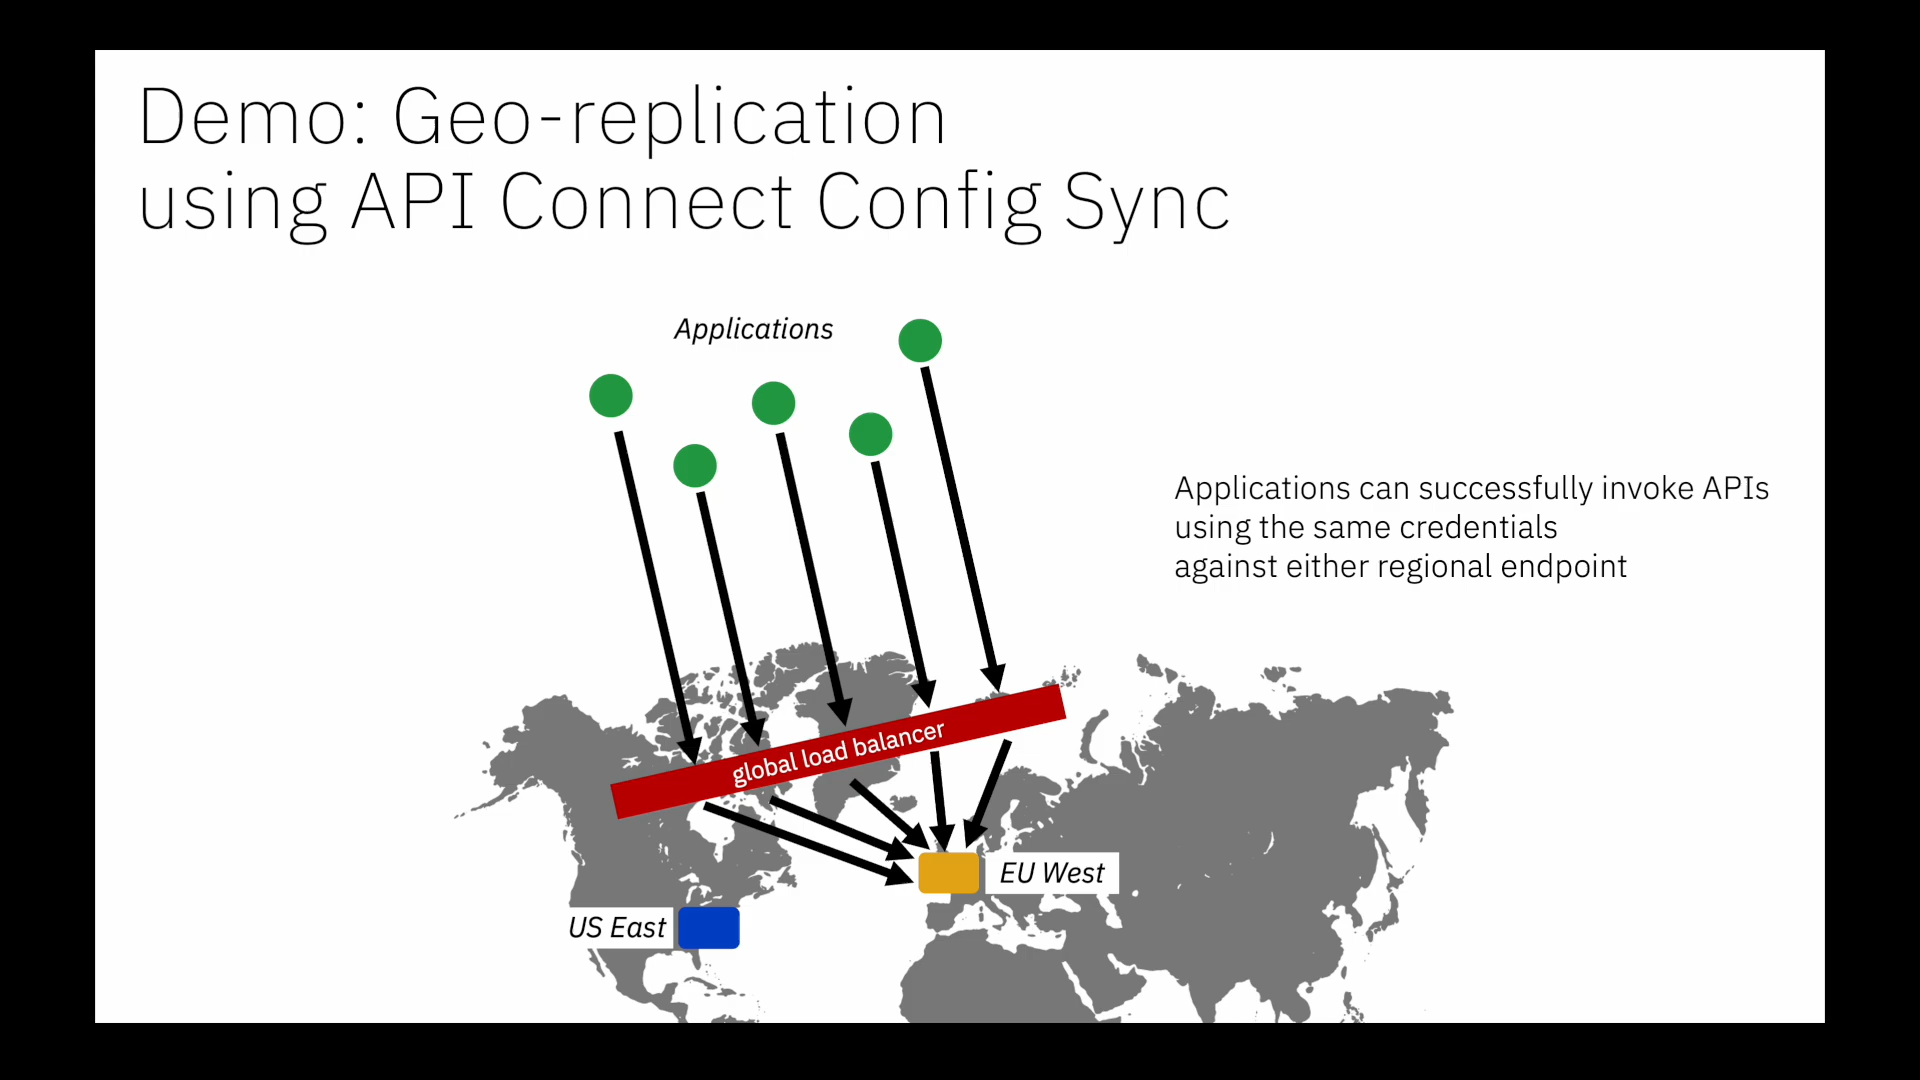 Demo: Geo-replication
using API Connect Config Sync
Applications
Applications can successfully invoke APIs
using the same credentials
against either regional endpoint
global load balancer
EU West
US East